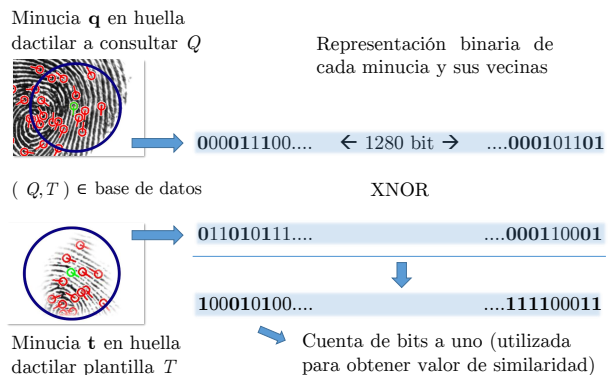 Minucia q en huella
dactilar a consultar Q
Representación binaria de
cada minucia y sus vecinas
000011100.... ← 1280 bit → ....000101101
( Q,T ) ∈ base de datos
XNOR
011010111.... ....000110001
100010100.... ....111100011
Minucia t en huella
dactilar plantilla T
Cuenta de bits a uno (utilizada
para obtener valor de similaridad)